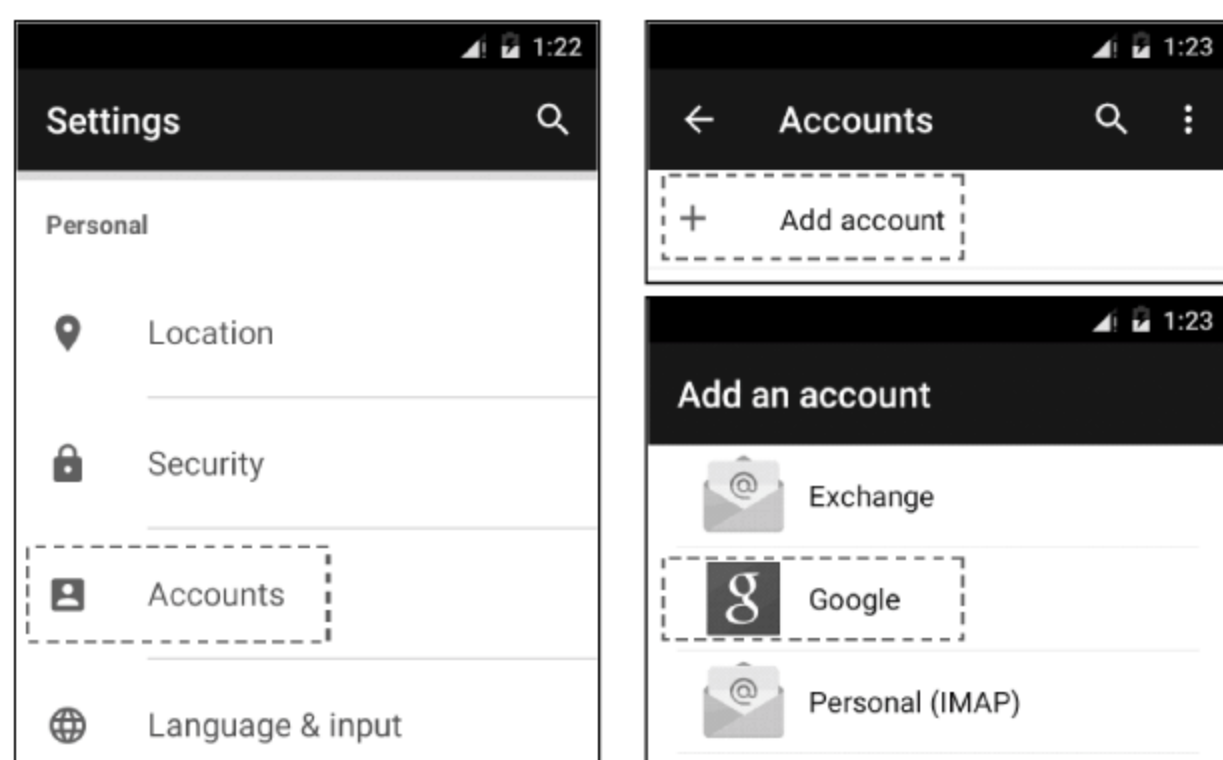 1:22
Settings
Personal
Location
Security
Accounts
Language & input
1:23
Accounts
Add account
1:23
Add an account
@
Exchange
g
Google
@
Personal (IMAP)